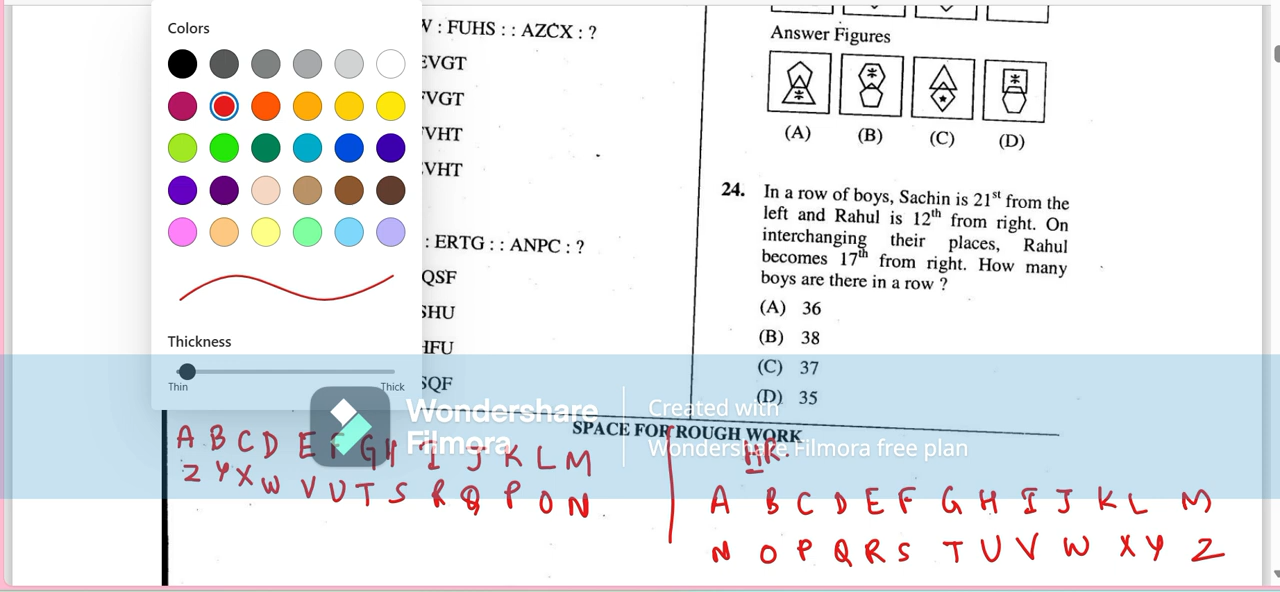 Colors
Thickness
Thin Thick
V : FUHS : : AZCX : ?
EVGT
VGT
VHT
VHT
: ERTG : : ANPC : ?
QSF
SHU
HFU
SQF
Answer Figures
(A) (B) (C) (D)
24. In a row of boys, Sachin is 21st from the
left and Rahul is 12th from right. On
interchanging their places, Rahul
becomes 17th from right. How many
boys are there in a row ?
(A) 36
(B) 38
(C) 37
(D) 35
SPACE FOR ROUGH WORK
Wondershare
Filmora
Created with
Wondershare Filmora free plan
A B C D E F G H I J K L M
Z Y X W V U T S R Q P O N
HR.
A B C D E F G H I J K L M
N O P Q R S T U V W X Y Z